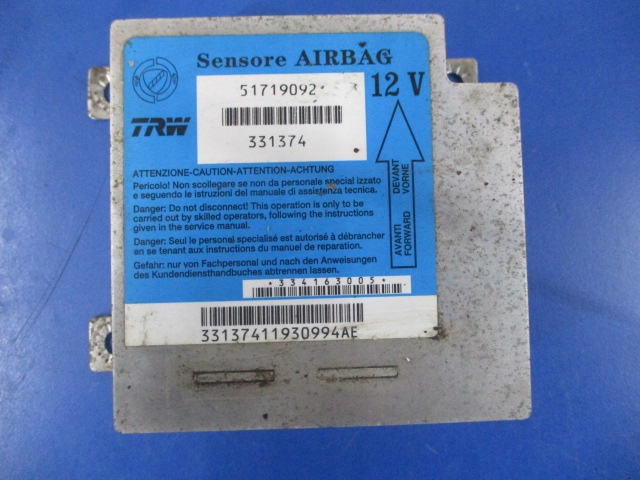 Sensore AIRBAG
12 V
51719092
TRW
331374
ATTENZIONE-CAUTION-ATTENTION-ACHTUNG
Pericolo! Non scollegare se non da personale specializzato
e seguendo le istruzioni del manuale di assistenza tecnica.
Danger: Do not disconnect! This operation is only to be
carried out by skilled operators, following the instructions
given in the service manual.
Danger: Seul le personel specialisé est autorisé à débrancher
en se tenant aux instructions du manuel de reparation.
Gefahr: nur von Fachpersonal und nach den Anweisungen
des Kundendiensthandbuches abtrennen lassen.
AVANTI DEVANT
FORWARD VORNE
*334163005*
33137411930994AE